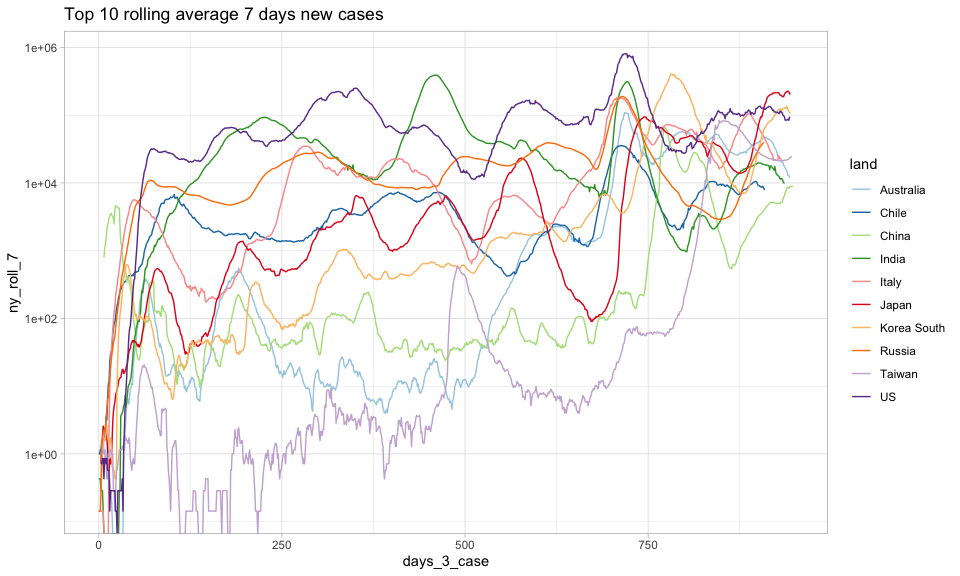 Top 10 rolling average 7 days new cases
1e+06
1e+04
1e+02
1e+00
ny_roll_7
0
250
500
750
days_3_case
land
Australia
Chile
China
India
Italy
Japan
Korea South
Russia
Taiwan
US